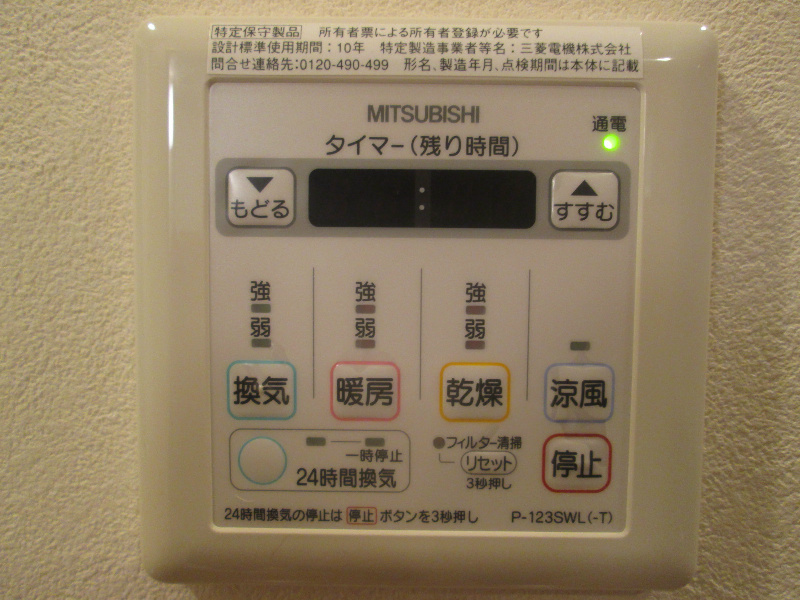 特定保守製品 所有者票による所有者登録が必要です
設計標準使用期間：10年 特定製造事業者等名：三菱電機株式会社
問合せ連絡先:0120-490-499 形名、製造年月、点検期間は本体に記載
MITSUBISHI
通電
タイマー(残り時間)
▼ ▲
もどる : すすむ
強 強 強
弱 弱 弱
換気 暖房 乾燥 涼風
一時停止
24時間換気
●フィルター清掃
リセット
3秒押し
停止
24時間換気の停止は 停止 ボタンを3秒押し P-123SWL(-T)